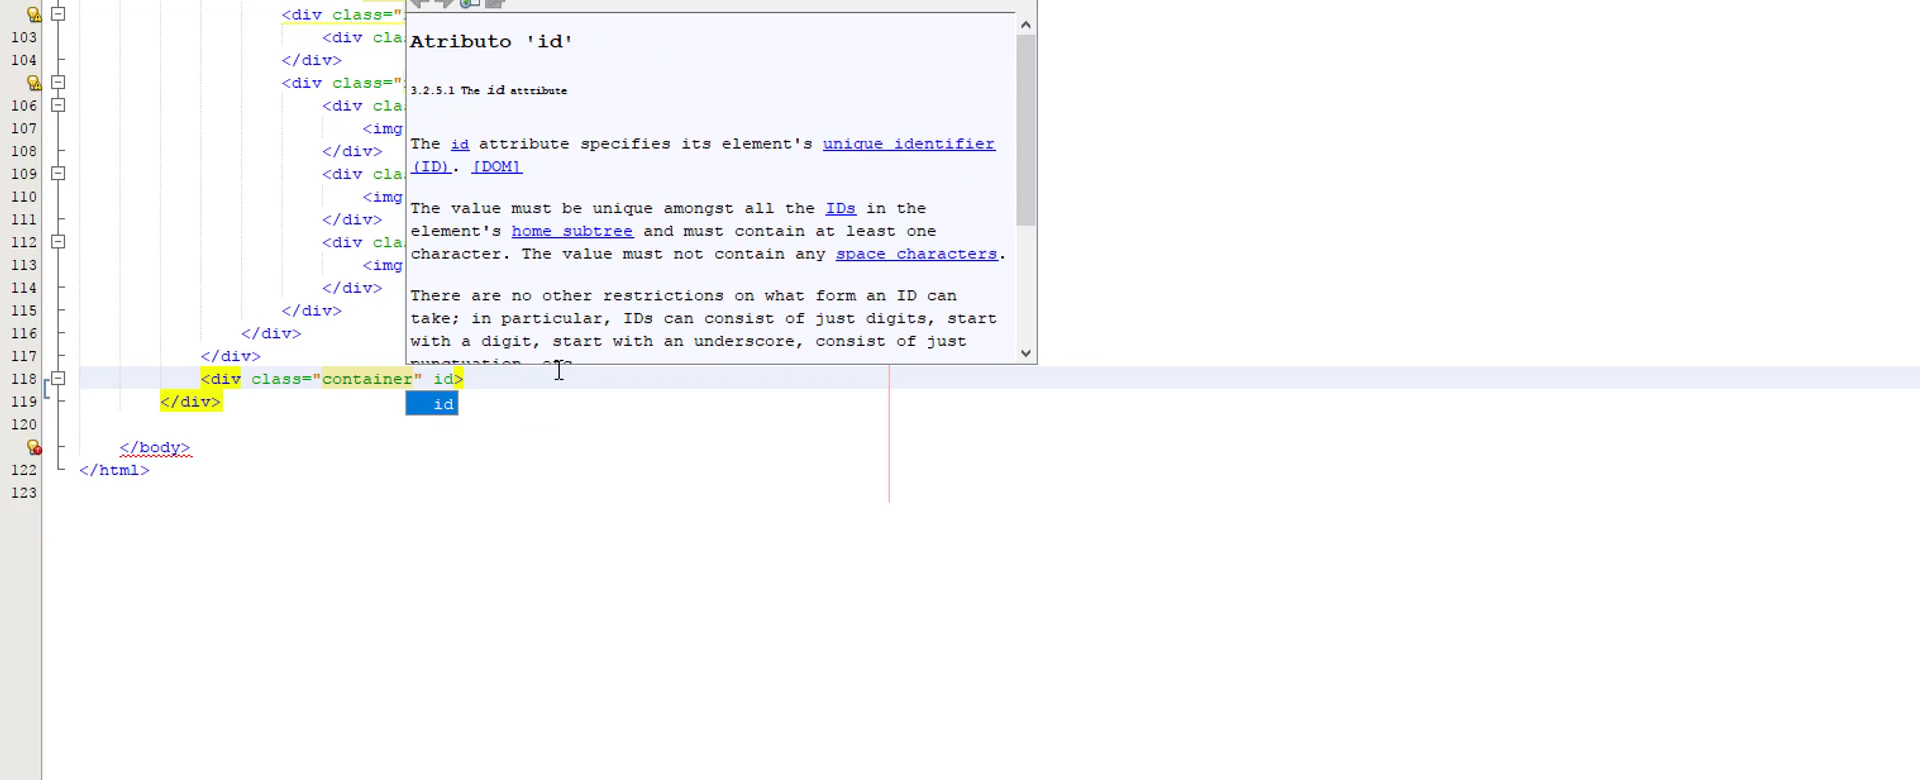 <div class="
103 <div cla
104 </div>
<div class="
106 <div cla
107 <img
108 </div>
109 <div cla
110 <img
111 </div>
112 <div cla
113 <img
114 </div>
115 </div>
116 </div>
117 </div>
118 <div class="container" id>
119 </div>
120
</body>
122 </html>
123
Atributo 'id'
3.2.5.1 The id attribute
The id attribute specifies its element's unique identifier
(ID). [DOM]
The value must be unique amongst all the IDs in the
element's home subtree and must contain at least one
character. The value must not contain any space characters.
There are no other restrictions on what form an ID can
take; in particular, IDs can consist of just digits, start
with a digit, start with an underscore, consist of just
punctuation, etc.
id